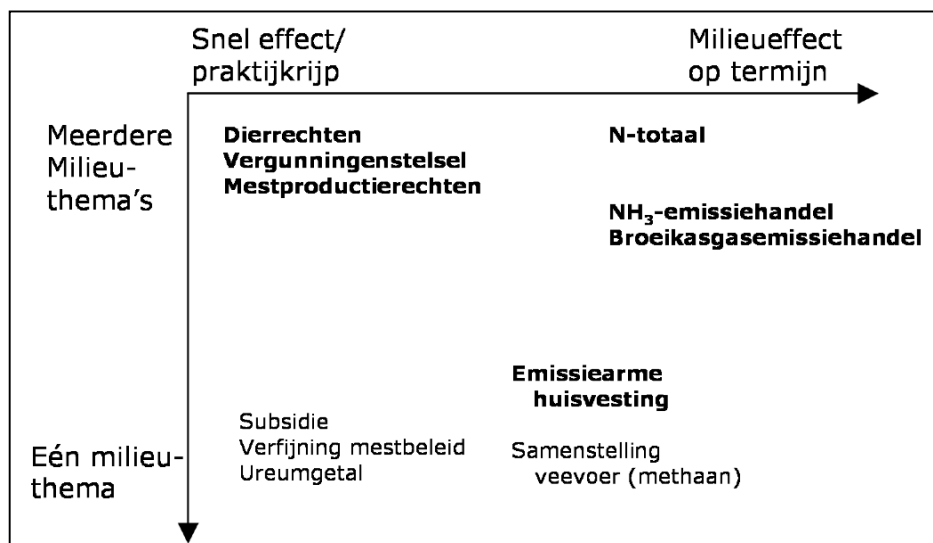 Snel effect/
praktijkrijp
Milieueffect
op termijn
Meerdere
Milieu-
thema's
Dierrechten
Vergunningenstelsel
Mestproductierechten
N-totaal
NH₃-emissiehandel
Broeikasgasemissiehandel
Eén milieu-
thema
Subsidie
Verfijning mestbeleid
Ureumgetal
Emissiearme
huisvesting
Samenstelling
veevoer (methaan)